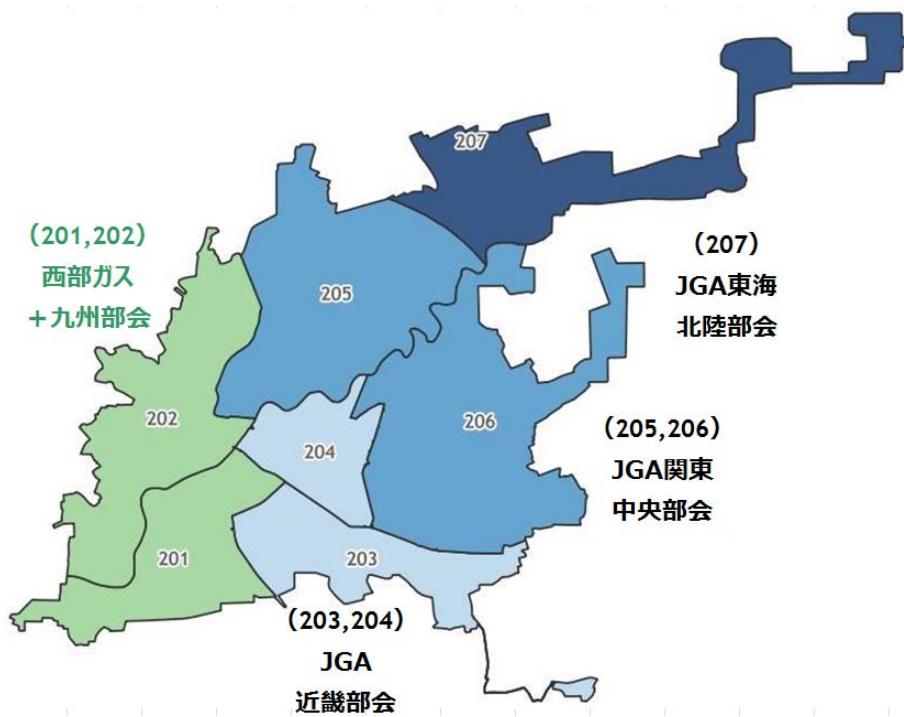 207
(201,202)
西部ガス
+九州部会
(207)
JGA東海
北陸部会
205
202
204
206
(205,206)
JGA関東
中央部会
201
203
(203,204)
JGA
近畿部会